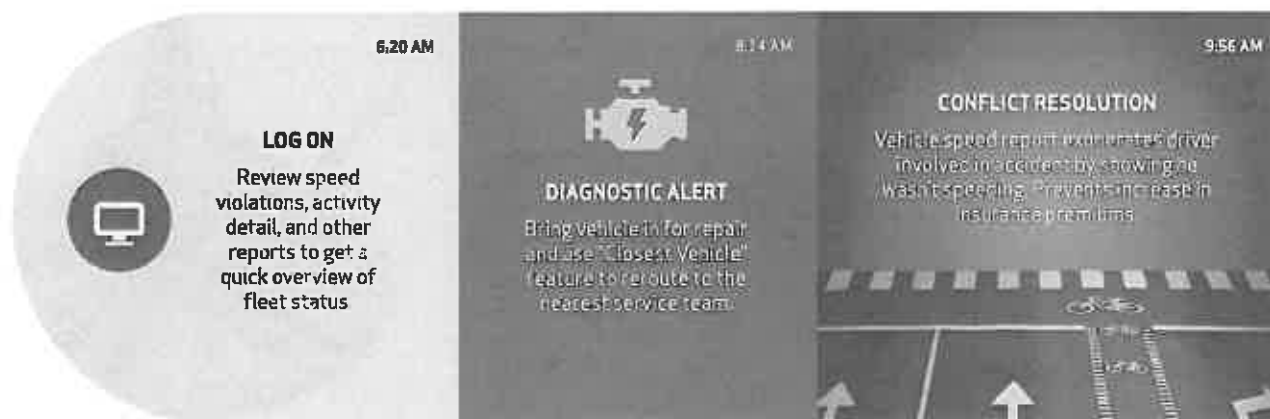 6:20 AM
LOG ON
Review speed
violations, activity
detail, and other
reports to get a
quick overview of
fleet status
8:14 AM
DIAGNOSTIC ALERT
Bring vehicle in for repair
and use "Closest Vehicle"
feature to reroute to the
nearest service team.
9:56 AM
CONFLICT RESOLUTION
Vehicle speed report exonerates driver
involved in accident by showing he
wasn't speeding. Prevents increase in
insurance premiums.